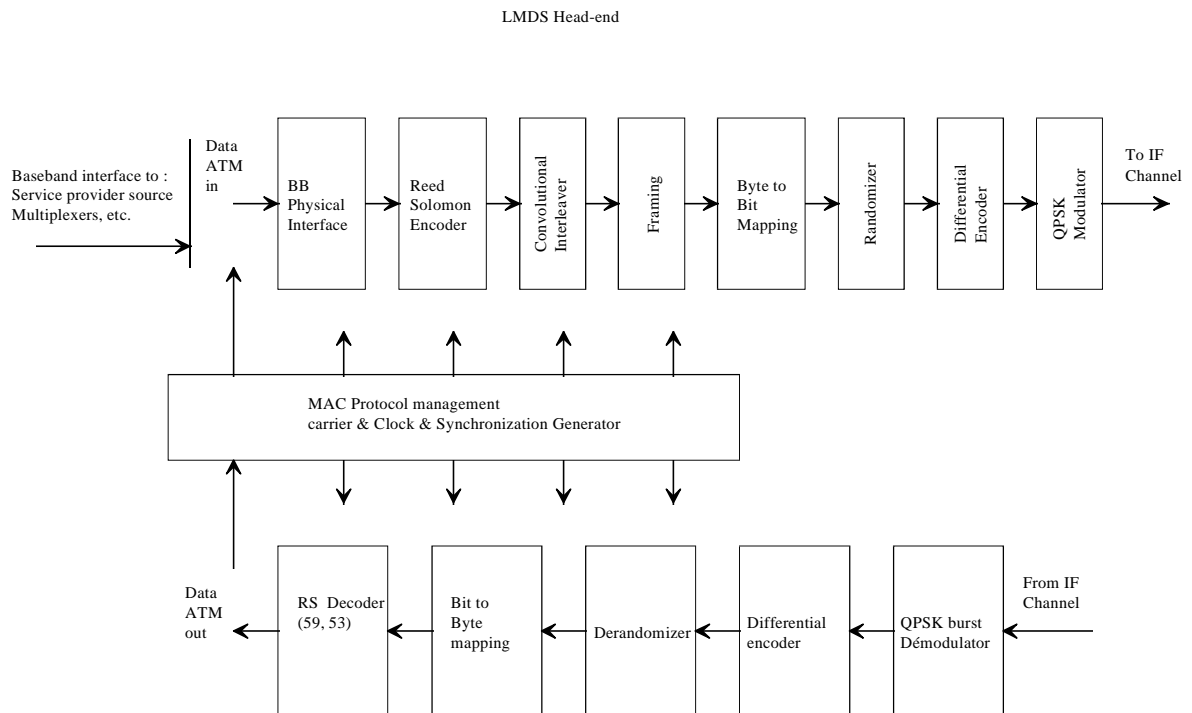 LMDS Head-end
Baseband interface to :
Service provider source
Multiplexers, etc.
Data
ATM
in
BB
Physical
Interface
Reed
Solomon
Encoder
Convolutional
Interleaver
Framing
Byte to
Bit
Mapping
Randomizer
Differential
Encoder
QPSK
Modulator
To IF
Channel
MAC Protocol management
carrier & Clock & Synchronization Generator
Data
ATM
out
RS Decoder
(59, 53)
Bit to
Byte
mapping
Derandomizer
Differential
encoder
QPSK burst
Démodulator
From IF
Channel